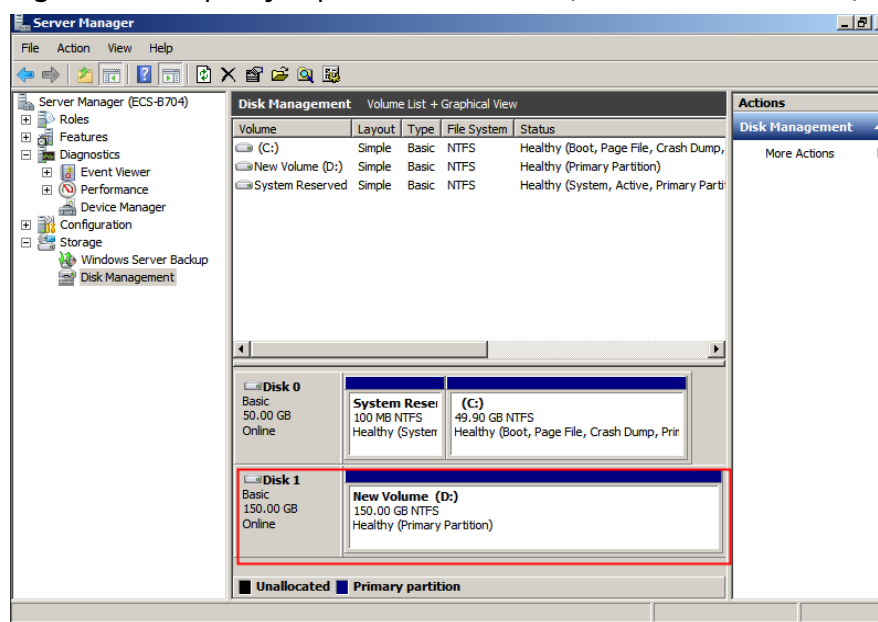 Server Manager
File Action View Help
Server Manager (ECS-B704)
Roles
Features
Diagnostics
Event Viewer
Performance
Device Manager
Configuration
Storage
Windows Server Backup
Disk Management
Disk Management Volume List + Graphical View
Volume Layout Type File System Status
(C:) Simple Basic NTFS Healthy (Boot, Page File, Crash Dump,
New Volume (D:) Simple Basic NTFS Healthy (Primary Partition)
System Reserved Simple Basic NTFS Healthy (System, Active, Primary Parti
Disk 0
Basic
50.00 GB
Online
System Reser
100 MB NTFS
Healthy (System
(C:)
49.90 GB NTFS
Healthy (Boot, Page File, Crash Dump, Prir
Disk 1
Basic
150.00 GB
Online
New Volume (D:)
150.00 GB NTFS
Healthy (Primary Partition)
Unallocated Primary partition
Actions
Disk Management
More Actions